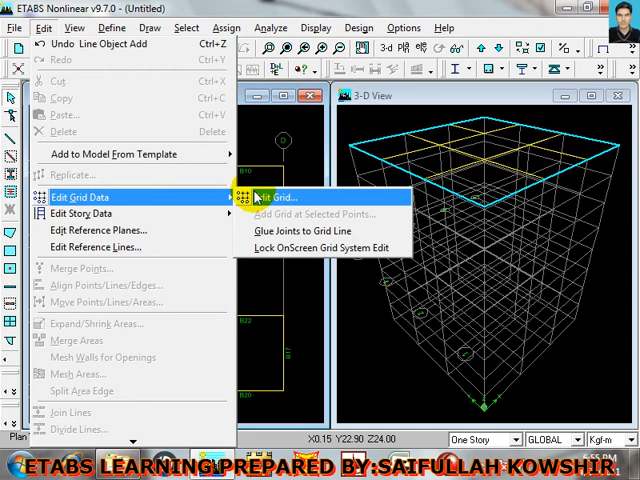 ETABS Nonlinear v9.7.0 - (Untitled)
File Edit View Define Draw Select Assign Analyze Display Design Options Help
Undo Line Object Add Ctrl+Z
Redo Ctrl+Y
Cut Ctrl+X
Copy Ctrl+C
Paste... Ctrl+V
Delete Delete
Add to Model From Template
Replicate...
Edit Grid Data
Edit Story Data
Edit Reference Planes...
Edit Reference Lines...
Merge Points...
Align Points/Lines/Edges...
Move Points/Lines/Areas...
Expand/Shrink Areas...
Merge Areas
Mesh Walls for Openings
Mesh Areas...
Split Area Edge
Join Lines
Divide Lines...
Grid...
Add Grid at Selected Points...
Glue Joints to Grid Line
Lock OnScreen Grid System Edit
3-d
3-D View
D
B10
B22
B17
Plan
X0.15 Y22.90 Z24.00
One Story
GLOBAL
Kgf-m
ETABS LEARNING PREPARED BY:SAIFULLAH KOWSHIR